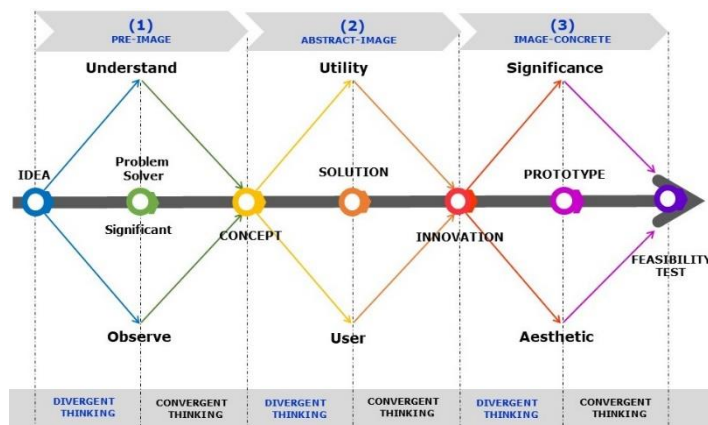 (1)
PRE-IMAGE
(2)
ABSTRACT-IMAGE
(3)
IMAGE-CONCRETE
Understand
Utility
Significance
IDEA
Problem
Solver
SOLUTION
PROTOTYPE
Significant
CONCEPT
INNOVATION
FEASIBILITY
TEST
Observe
User
Aesthetic
DIVERGENT
THINKING
CONVERGENT
THINKING
DIVERGENT
THINKING
CONVERGENT
THINKING
DIVERGENT
THINKING
CONVERGENT
THINKING